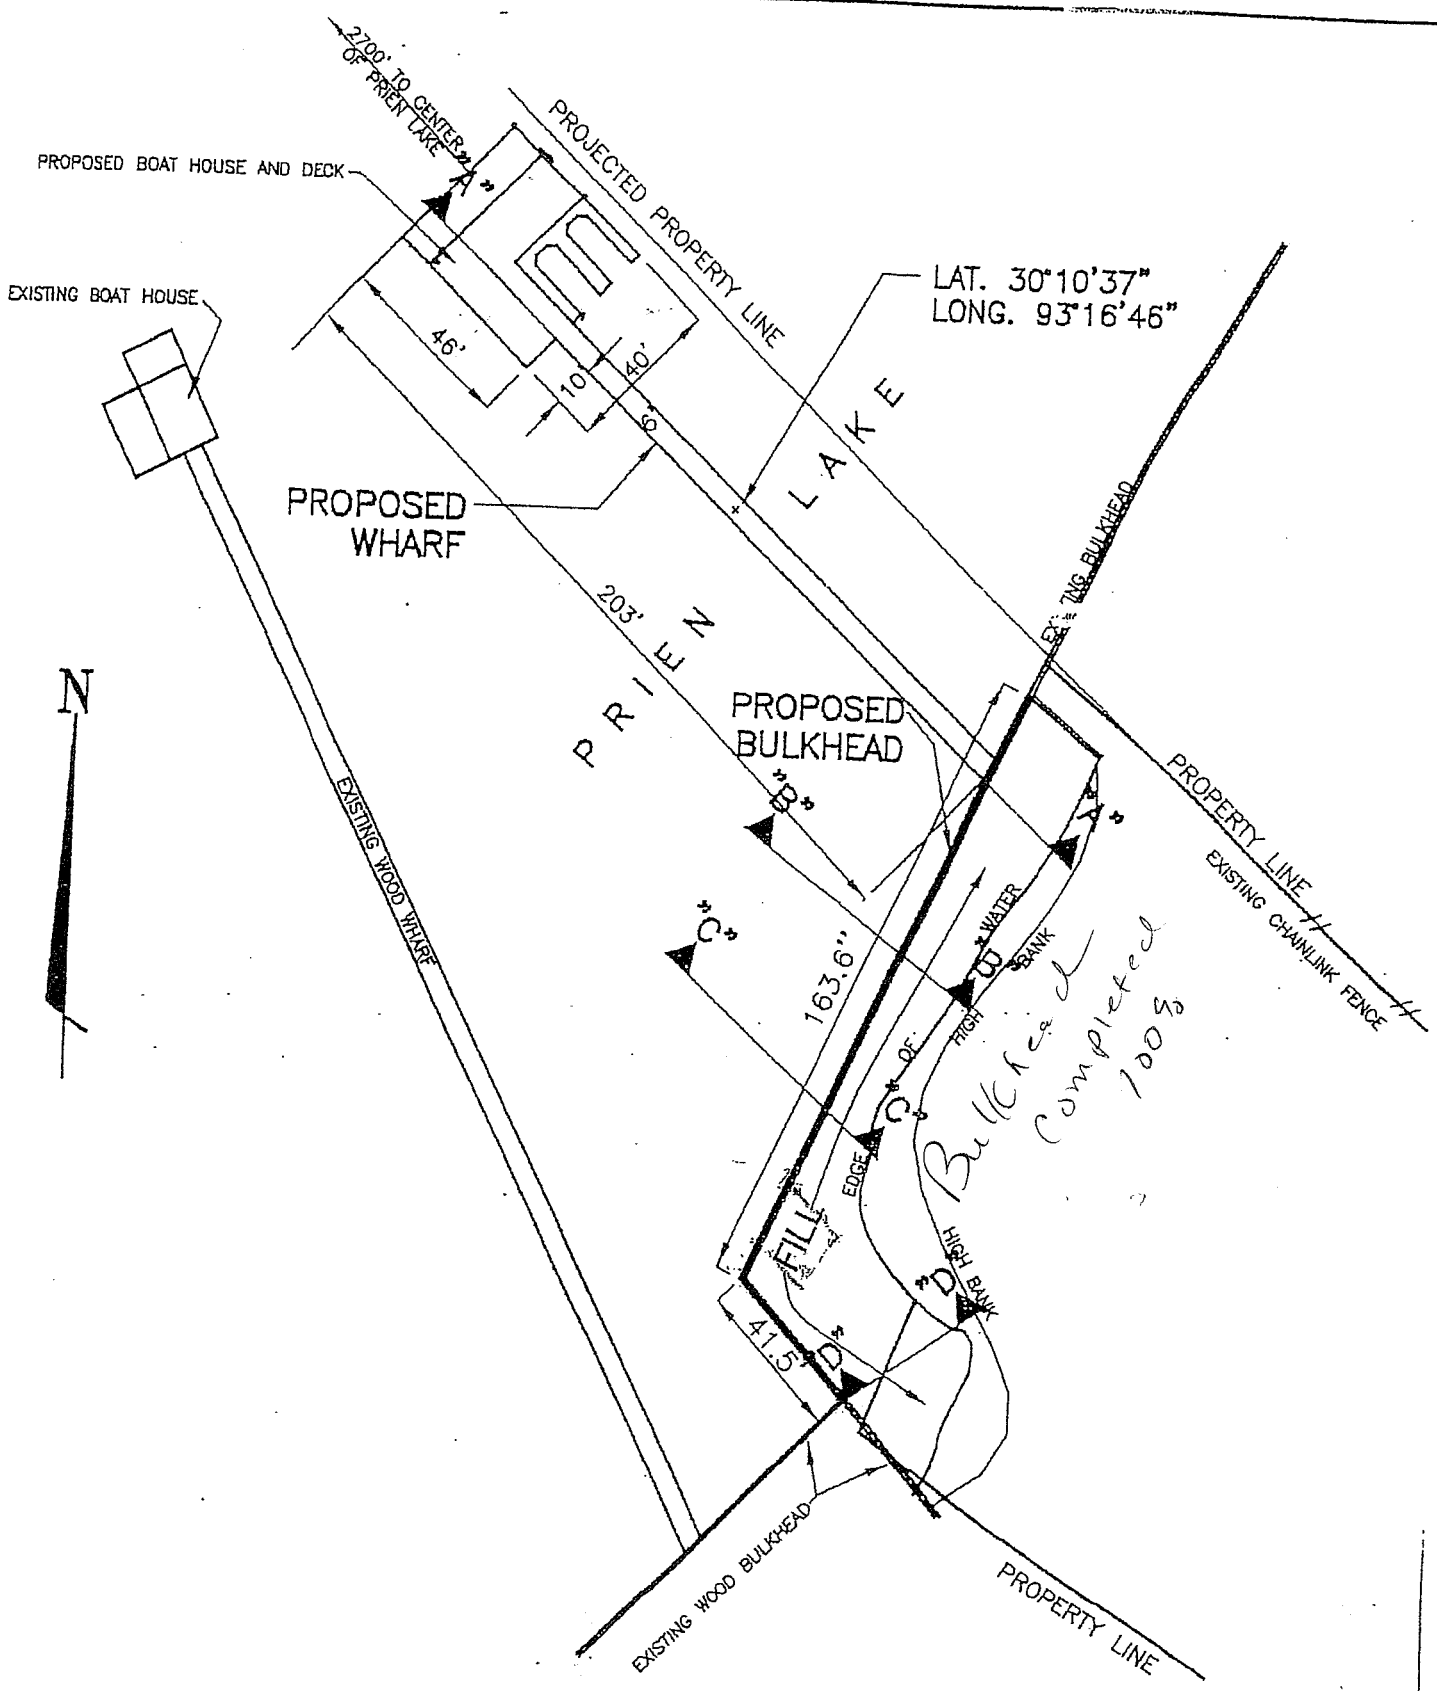 2700' TO CENTER
OF PRIEN LAKE
PROPOSED BOAT HOUSE AND DECK
"A"
PROJECTED PROPERTY LINE
EXISTING BOAT HOUSE
LAT. 30°10'37"
LONG. 93°16'46"
46'
10'
40'
6'
LAKE
PROPOSED
WHARF
EXISTING BULKHEAD
203'
PRIEN
N
PROPOSED
BULKHEAD
PROPERTY LINE
"B"
"A"
EXISTING WOOD WHARF
EXISTING CHAINLINK FENCE
"C"
163.6"
EDGE OF WATER
"B"
HIGH BANK
Bulkhead
Completed
100%
"C"
FILL
HIGH BANK
"D"
41.5'
"D"
EXISTING WOOD BULKHEAD
PROPERTY LINE